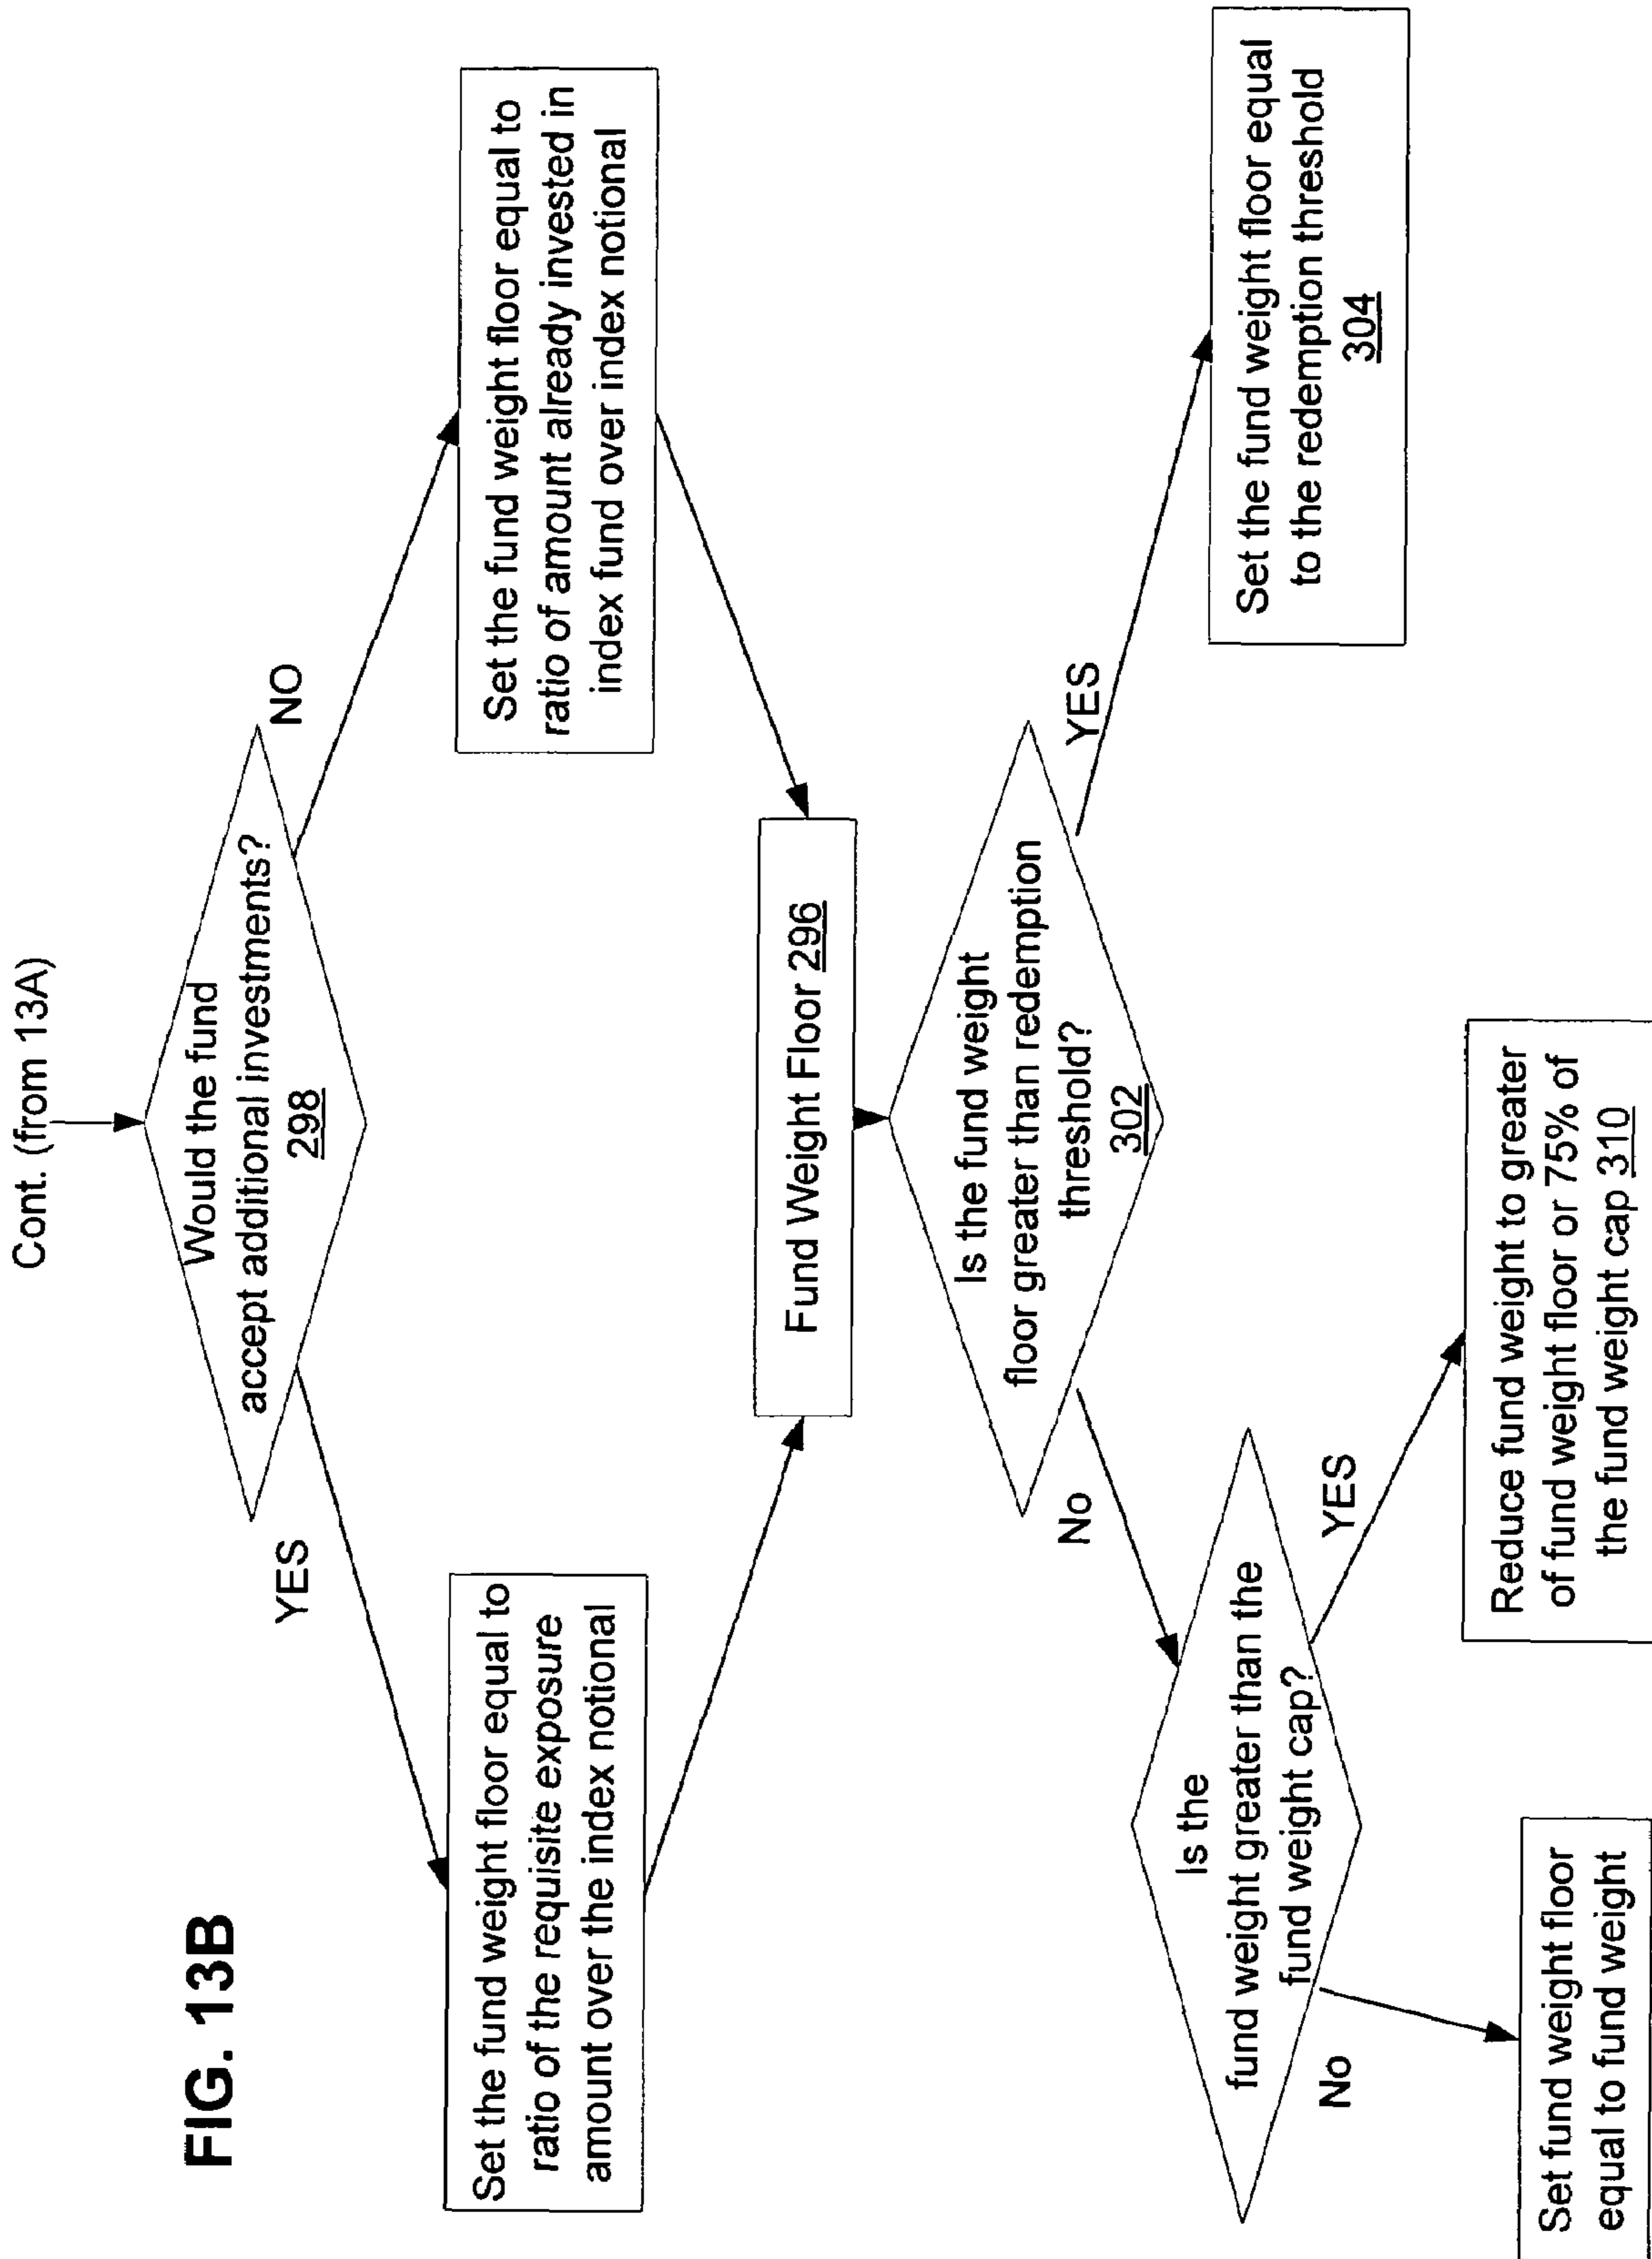 FIG. 13B
Cont. (from 13A)
Would the fund
accept additional investments?
298
YES
NO
Set the fund weight floor equal to
ratio of the requisite exposure
amount over the index notional
Set the fund weight floor equal to
ratio of amount already invested in
index fund over index notional
Fund Weight Floor 296
Is the fund weight
floor greater than redemption
threshold?
302
No
YES
Is the
fund weight greater than the
fund weight cap?
Set the fund weight floor equal
to the redemption threshold
304
No
YES
Set fund weight floor
equal to fund weight
Reduce fund weight to greater
of fund weight floor or 75% of
the fund weight cap 310